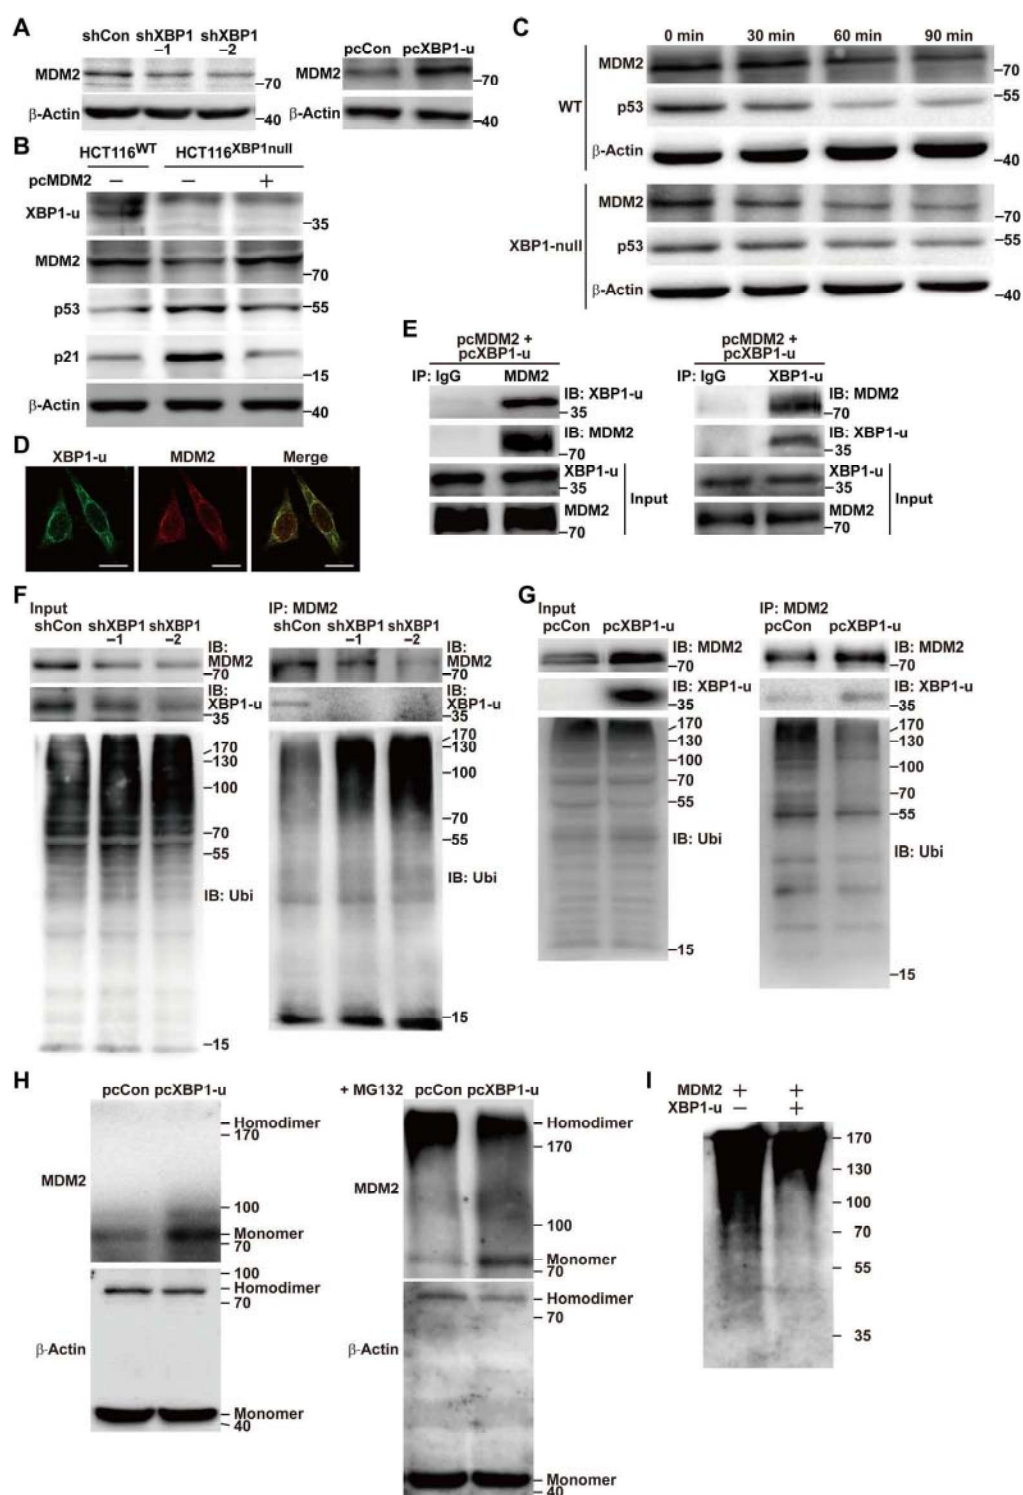 A
shCon shXBP1 shXBP1
–1 –2
MDM2
–70
β-Actin
–40
pcCon pcXBP1-u
MDM2
–70
β-Actin
–40
B
HCT116WT HCT116XBP1null
pcMDM2 – – +
XBP1-u
–35
MDM2
–70
p53
–55
p21
–15
β-Actin
–40
C
0 min 30 min 60 min 90 min
WT
MDM2
–70
p53
–55
β-Actin
–40
XBP1-null
MDM2
–70
p53
–55
β-Actin
–40
D
XBP1-u MDM2 Merge
E
pcMDM2 +
pcXBP1-u
IP: IgG MDM2
IB: XBP1-u
–35
IB: MDM2
–70
XBP1-u
–35
MDM2
–70
Input
pcMDM2 +
pcXBP1-u
IP: IgG XBP1-u
IB: MDM2
–70
IB: XBP1-u
–35
XBP1-u
–35
MDM2
–70
Input
F
Input
shCon shXBP1 shXBP1
–1 –2
IB:
MDM2
–70
IB:
XBP1-u
–35
170
–130
–100
–70
–55
IB: Ubi
–15
IP: MDM2
shCon shXBP1 shXBP1
–1 –2
IB:
MDM2
–70
IB:
XBP1-u
–35
170
–130
–100
–70
–55
IB: Ubi
–15
G
Input
pcCon pcXBP1-u
IB: MDM2
–70
IB: XBP1-u
–35
170
–130
–100
–70
–55
IB: Ubi
–15
IP: MDM2
pcCon pcXBP1-u
IB: MDM2
–70
IB: XBP1-u
–35
170
–130
–100
–70
–55
IB: Ubi
–15
H
pcCon pcXBP1-u
MDM2
– Homodimer
– 170
– 100
– Monomer
– 70
– 100
– Homodimer
– 70
β-Actin
– Monomer
– 40
+ MG132 pcCon pcXBP1-u
MDM2
– Homodimer
– 170
– 100
– Monomer
– 70
– Homodimer
– 70
β-Actin
– Monomer
– 40
I
MDM2 + +
XBP1-u – +
– 170
– 130
– 100
– 70
– 55
– 35